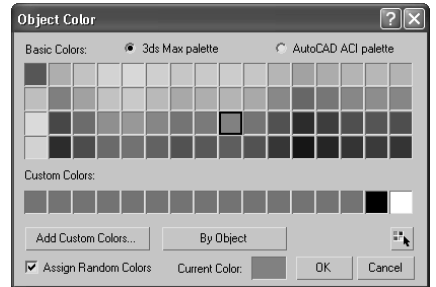 Object Color
Basic Colors: 3ds Max palette AutoCAD ACI palette
Custom Colors:
Add Custom Colors... By Object
Assign Random Colors Current Color: OK Cancel